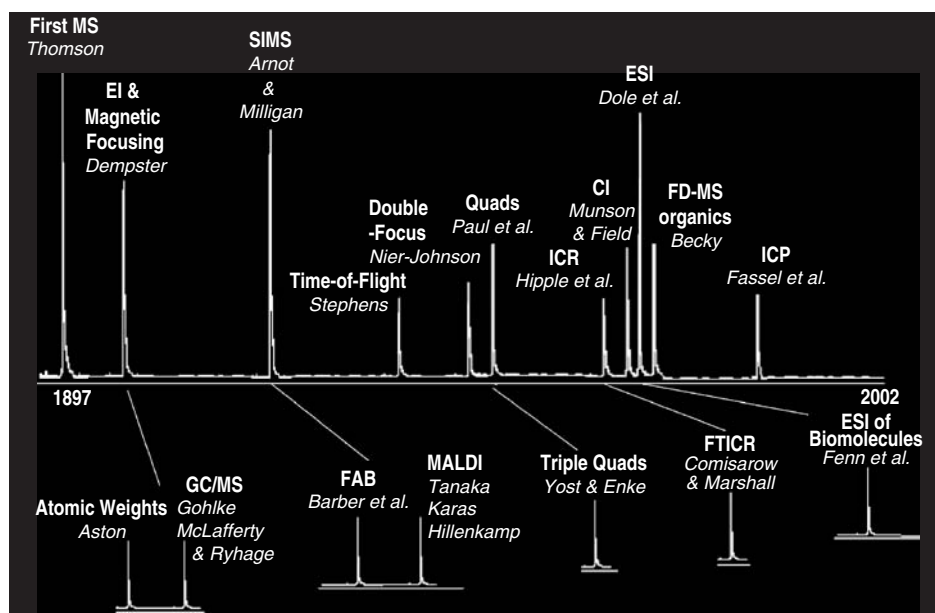 First MS
Thomson
EI &
Magnetic
Focusing
Dempster
SIMS
Arnot
&
Milligan
Time-of-Flight
Stephens
Double
-Focus
Nier-Johnson
Quads
Paul et al.
ICR
Hipple et al.
CI
Munson
& Field
ESI
Dole et al.
FD-MS
organics
Becky
ICP
Fassel et al.
1897
2002
Atomic Weights
Aston
GC/MS
Gohlke
McLafferty
& Ryhage
FAB
Barber et al.
MALDI
Tanaka
Karas
Hillenkamp
Triple Quads
Yost & Enke
FTICR
Comisarow
& Marshall
ESI of
Biomolecules
Fenn et al.